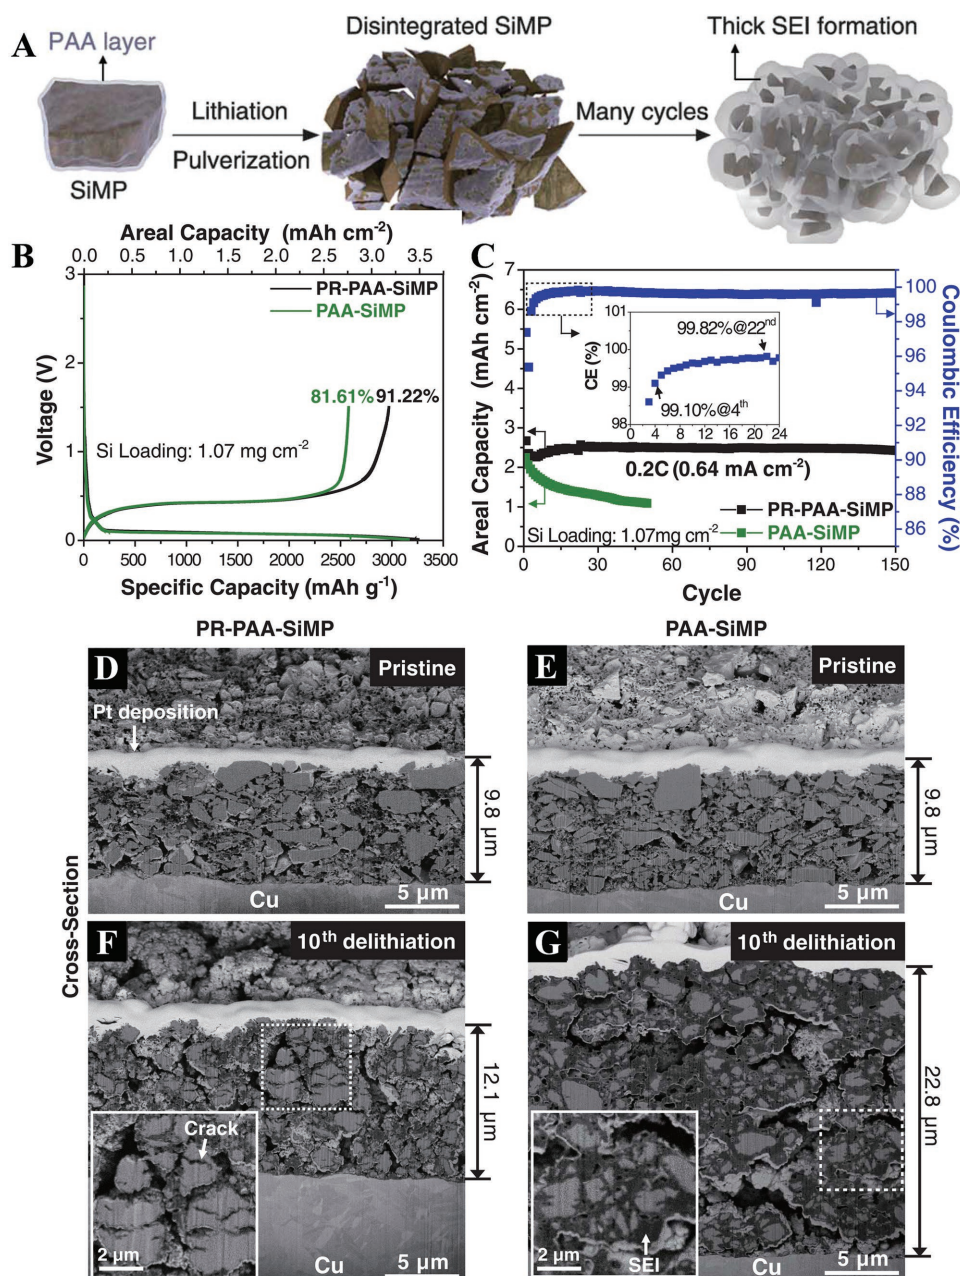 A
PAA layer
SiMP
Lithiation
Pulverization
Disintegrated SiMP
Many cycles
Thick SEI formation
B
Areal Capacity (mAh cm⁻²)
0.0 0.5 1.0 1.5 2.0 2.5 3.0 3.5
PR-PAA-SiMP
PAA-SiMP
81.61% 91.22%
Si Loading: 1.07 mg cm⁻²
Voltage (V)
3
2
1
0
0 500 1000 1500 2000 2500 3000 3500
Specific Capacity (mAh g⁻¹)
C
Areal Capacity (mAh cm⁻²)
7
6
5
4
3
2
1
0
Coulombic Efficiency (%)
100
98
96
94
92
90
88
86
CE (%)
101
100
99
98
99.82%@22ⁿᵈ
99.10%@4ᵗʰ
0 4 8 12 16 20 24
0.2C (0.64 mA cm⁻²)
PR-PAA-SiMP
PAA-SiMP
Si Loading: 1.07mg cm⁻²
0 30 60 90 120 150
Cycle
PR-PAA-SiMP
PAA-SiMP
Cross-Section
D
Pristine
Pt deposition
9.8 μm
Cu
5 μm
E
Pristine
9.8 μm
Cu
5 μm
F
10ᵗʰ delithiation
12.1 μm
Crack
2 μm
Cu
5 μm
G
10ᵗʰ delithiation
22.8 μm
SEI
2 μm
Cu
5 μm